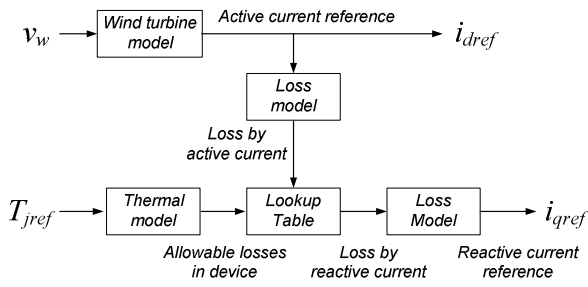 Active current reference
v_w
Wind turbine
model
i_dref
Loss
model
Loss by
active current
T_jref
Thermal
model
Lookup
Table
Loss
Model
i_qref
Allowable losses
in device
Loss by
reactive current
Reactive current
reference